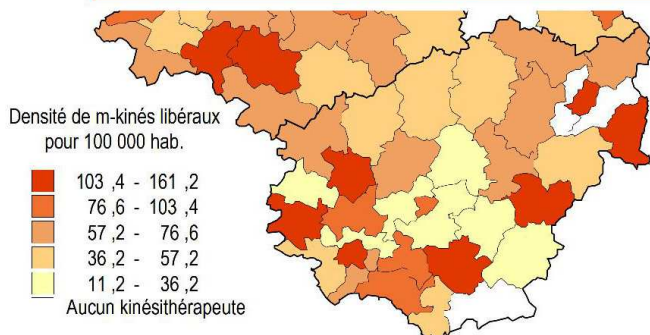 Densité de m-kinés libéraux
pour 100 000 hab.
103 ,4 - 161 ,2
76 ,6 - 103 ,4
57 ,2 - 76 ,6
36 ,2 - 57 ,2
11 ,2 - 36 ,2
Aucun kinésithérapeute